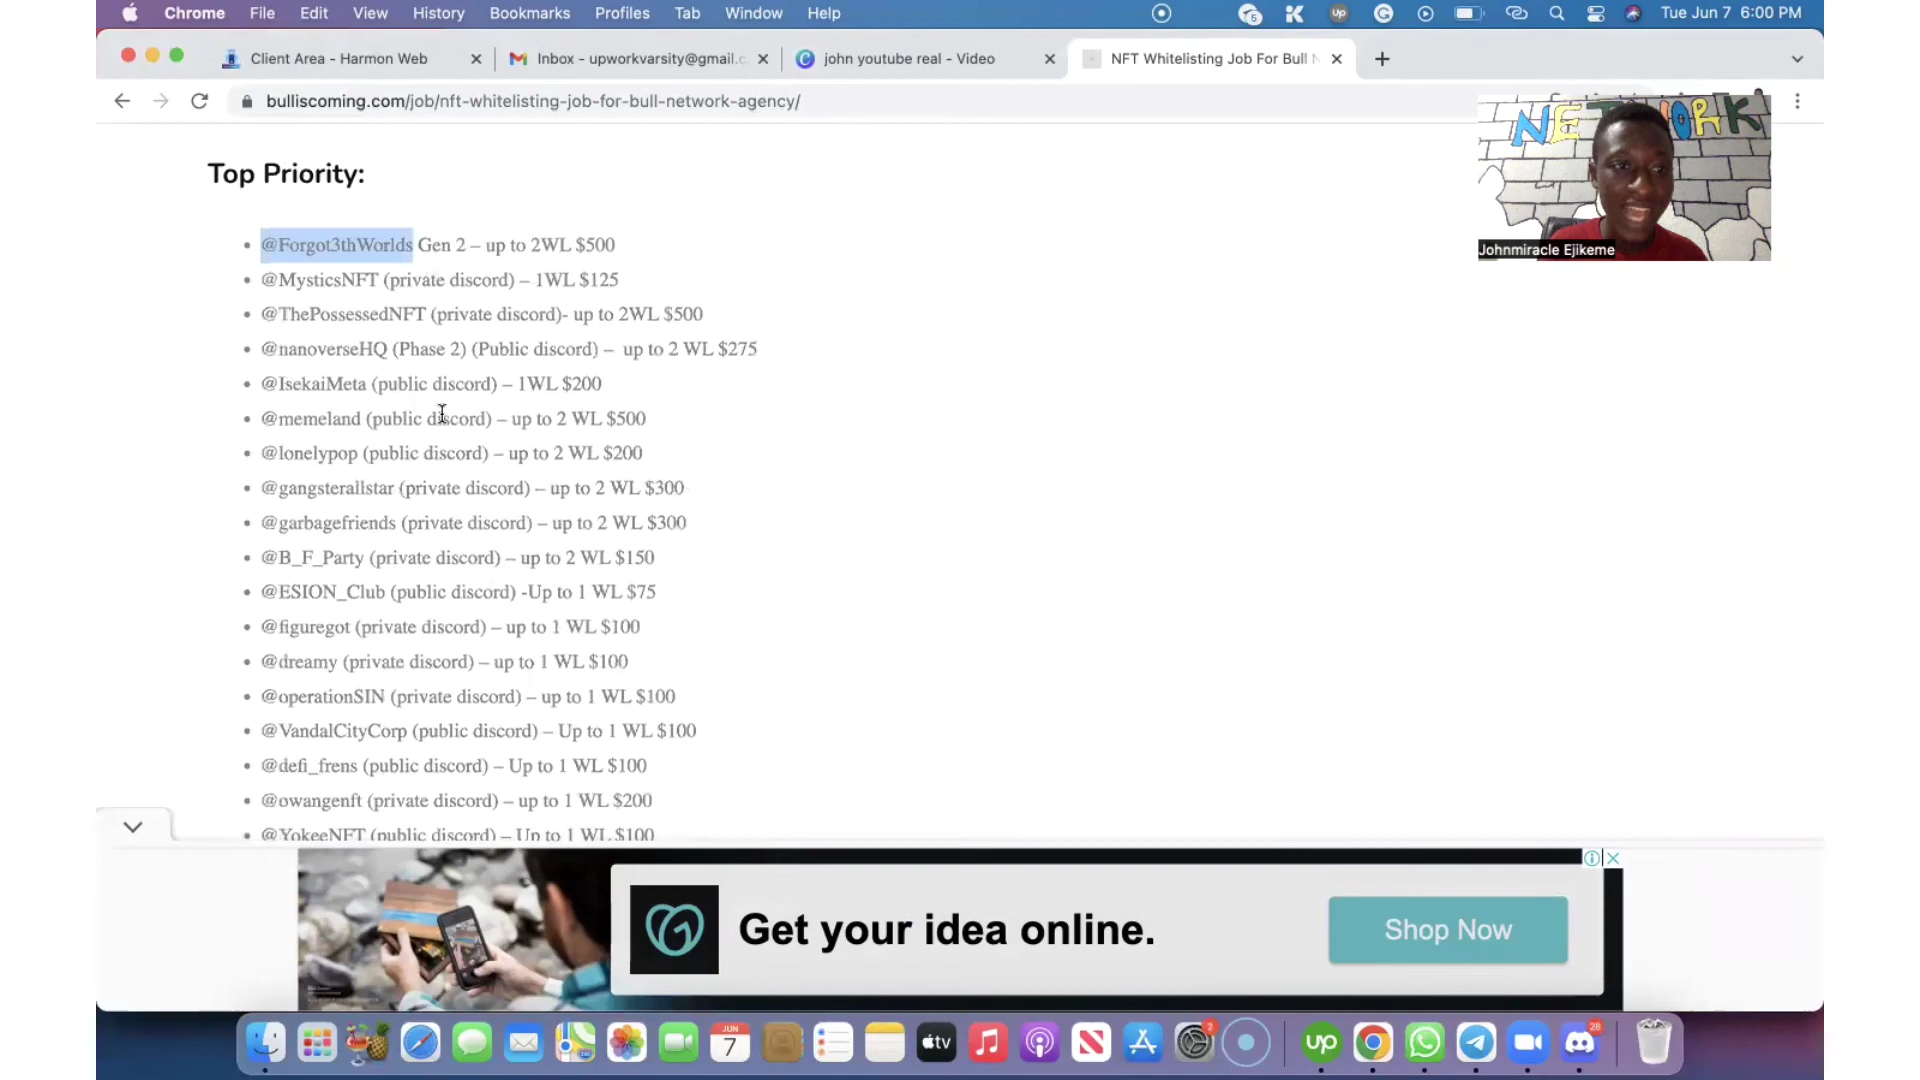 Chrome File Edit View History Bookmarks Profiles Tab Window Help
5 up Tue Jun 7 6:00 PM
Client Area - Harmon Web
Inbox - upworkvarsity@gmail.c
john youtube real - Video
NFT Whitelisting Job For Bull N
bulliscoming.com/job/nft-whitelisting-job-for-bull-network-agency/
NETWORK
Johnmiracle Ejikeme
Top Priority:
• @Forgot3thWorlds Gen 2 – up to 2WL $500
• @MysticsNFT (private discord) – 1WL $125
• @ThePossessedNFT (private discord)- up to 2WL $500
• @nanoverseHQ (Phase 2) (Public discord) – up to 2 WL $275
• @IsekaiMeta (public discord) – 1WL $200
• @memeland (public discord) – up to 2 WL $500
• @lonelypop (public discord) – up to 2 WL $200
• @gangsterallstar (private discord) – up to 2 WL $300
• @garbagefriends (private discord) – up to 2 WL $300
• @B_F_Party (private discord) – up to 2 WL $150
• @ESION_Club (public discord) -Up to 1 WL $75
• @figuregot (private discord) – up to 1 WL $100
• @dreamy (private discord) – up to 1 WL $100
• @operationSIN (private discord) – up to 1 WL $100
• @VandalCityCorp (public discord) – Up to 1 WL $100
• @defi_frens (public discord) – Up to 1 WL $100
• @owangenft (private discord) – up to 1 WL $200
• @YokeeNFT (public discord) – Up to 1 WL $100
Get your idea online.
Shop Now
JUN
7
tv
2
up
28